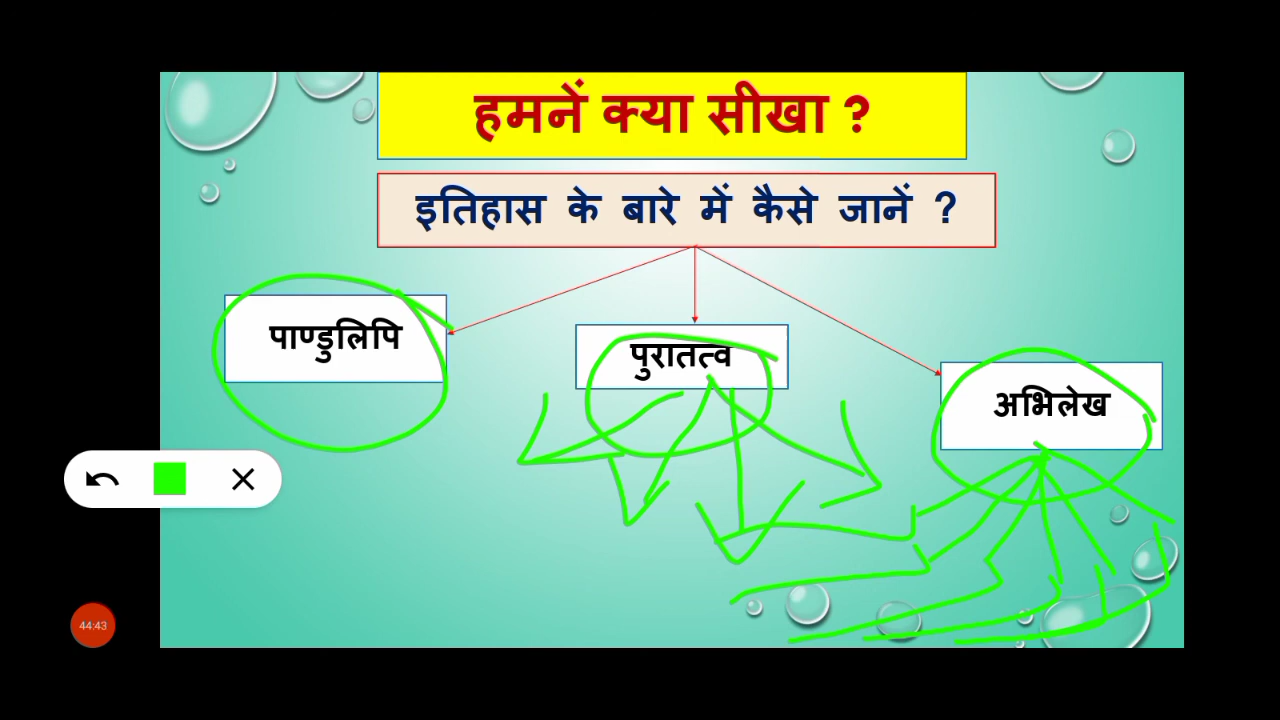 हमनें क्या सीखा ?
इतिहास के बारे में कैसे जानें ?
पाण्डुलिपि
पुरातत्व
अभिलेख
44:43